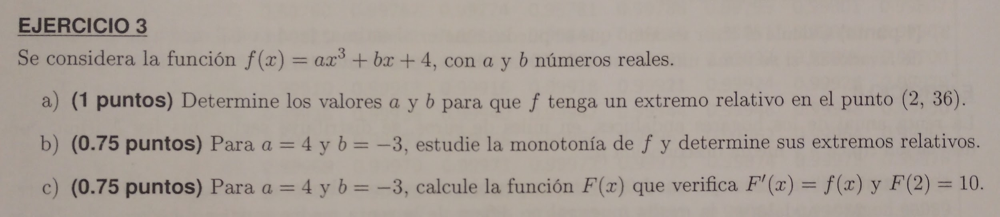 EJERCICIO 3
Se considera la función f(x) = ax³ + bx + 4, con a y b números reales.
a) (1 puntos) Determine los valores a y b para que f tenga un extremo relativo en el punto (2, 36).
b) (0.75 puntos) Para a = 4 y b = −3, estudie la monotonía de f y determine sus extremos relativos.
c) (0.75 puntos) Para a = 4 y b = −3, calcule la función F(x) que verifica F′(x) = f(x) y F(2) = 10.